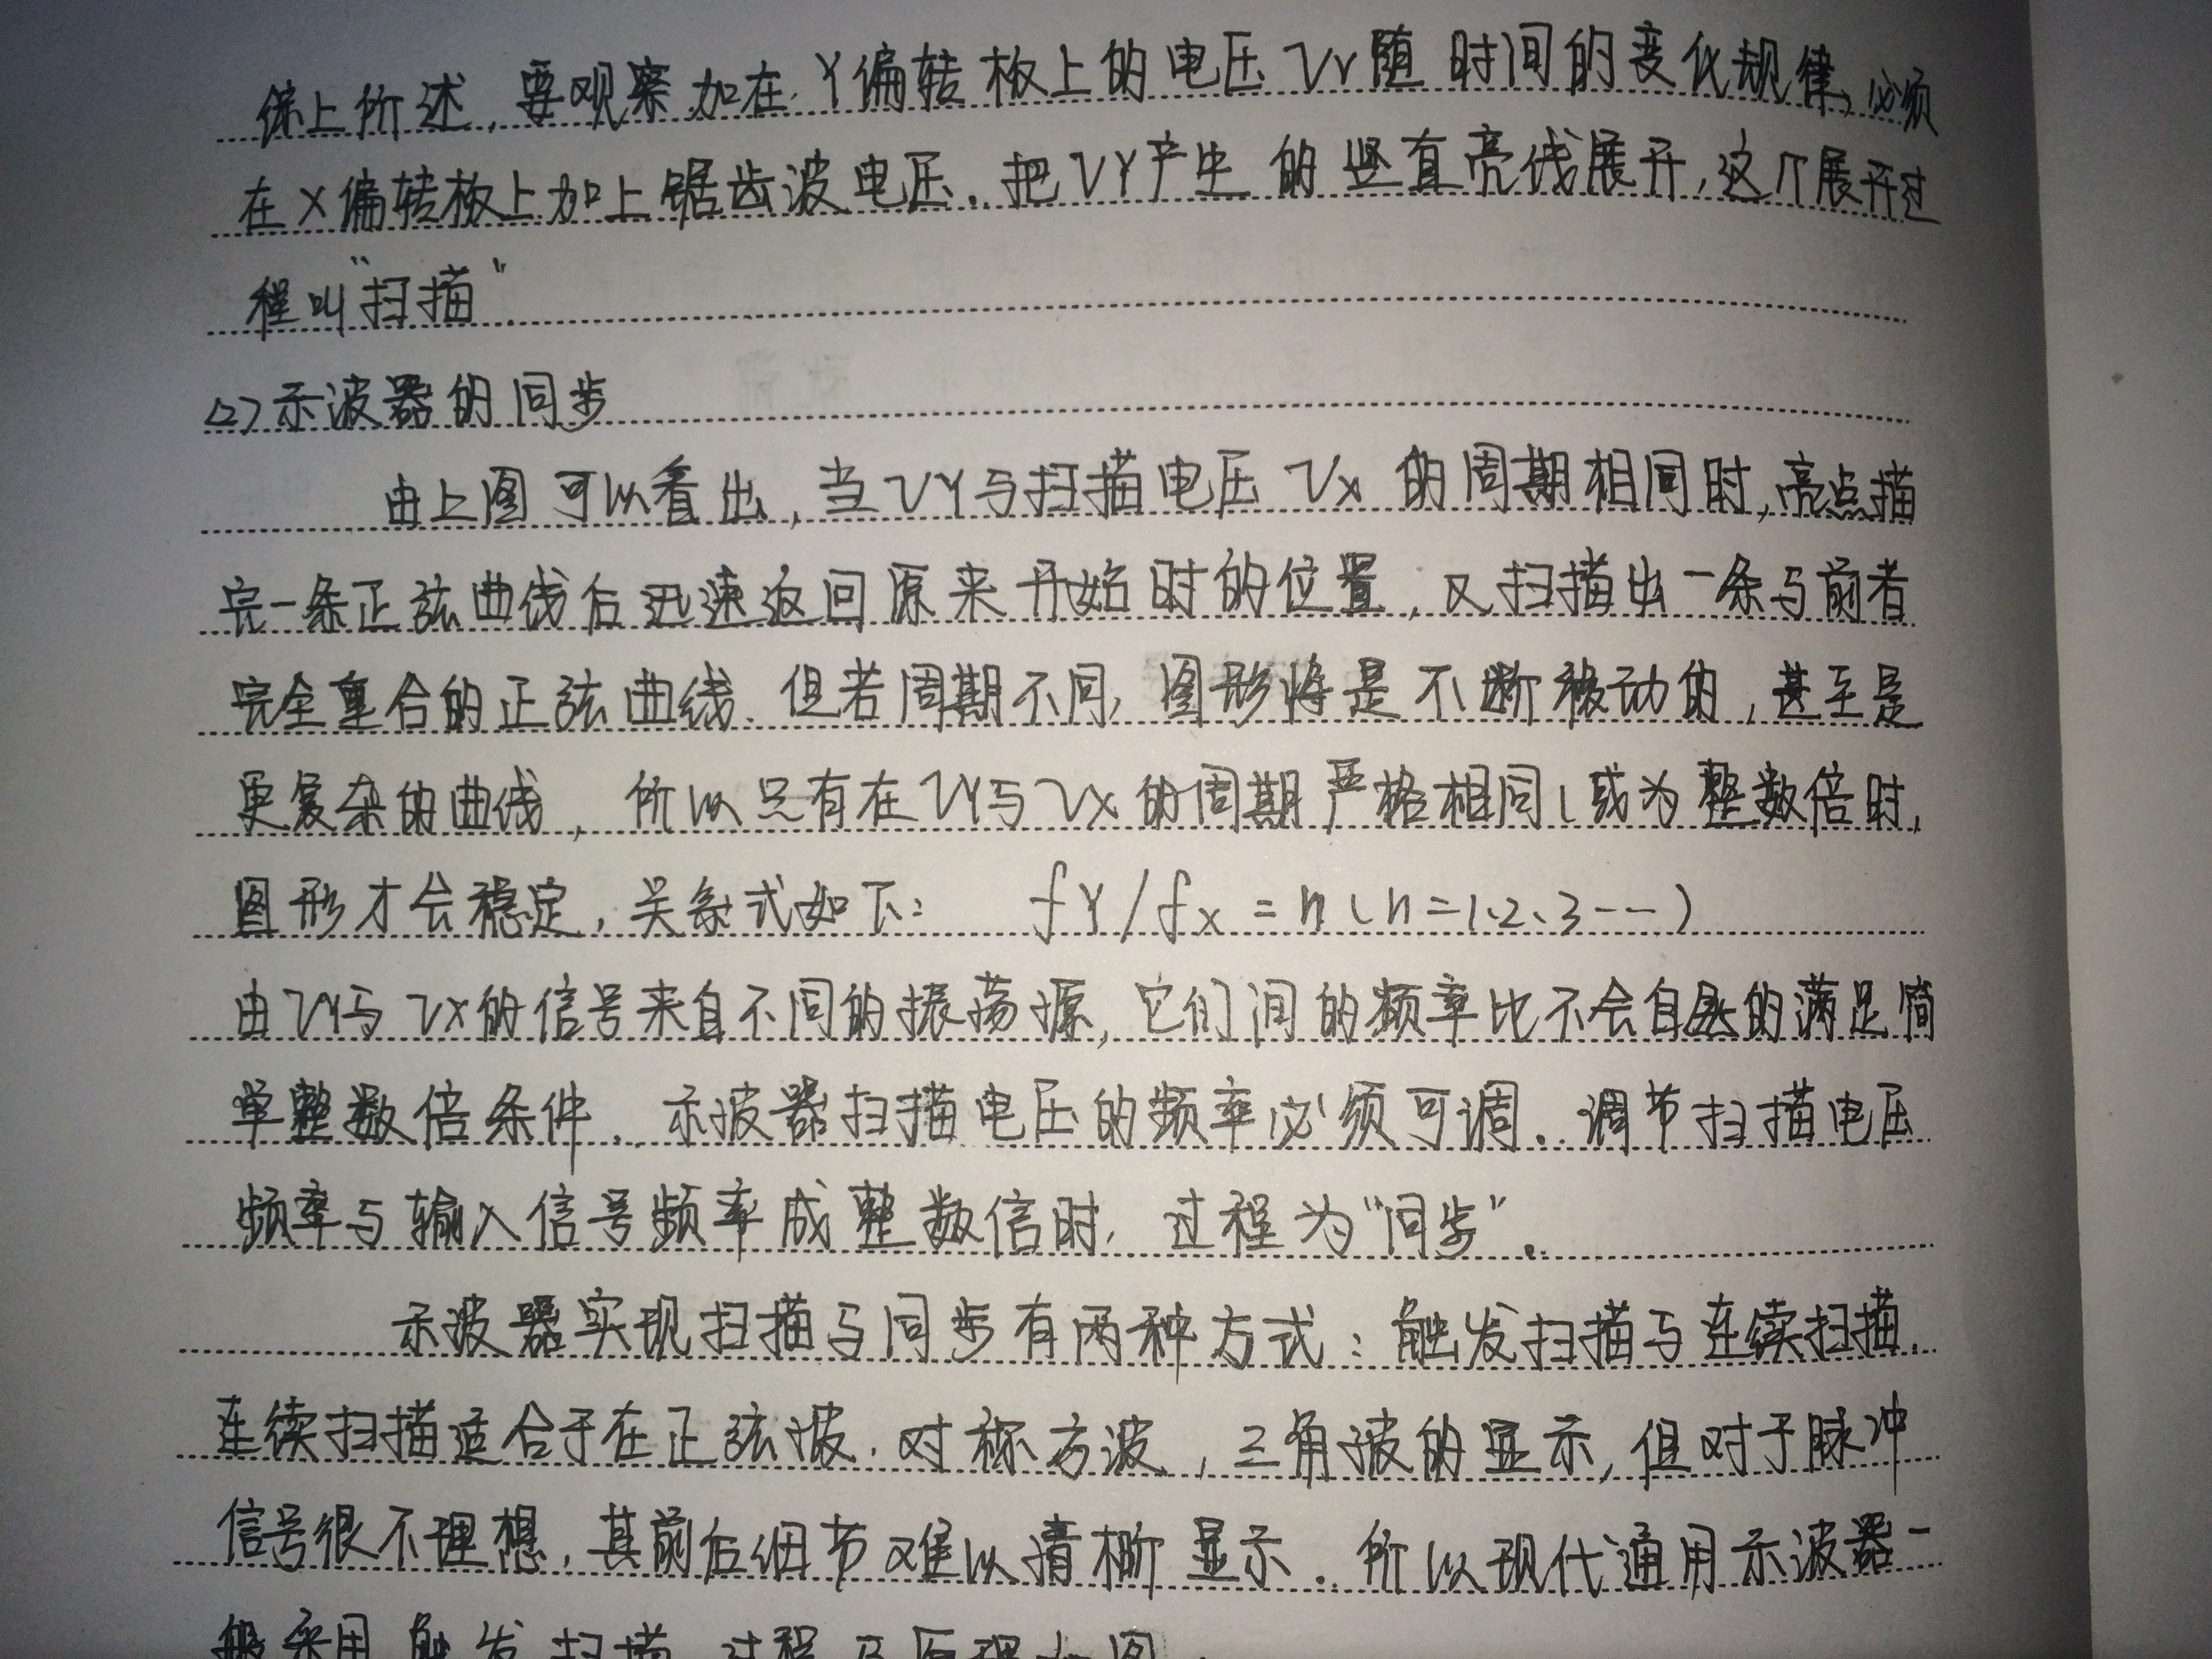 综上所述,要观察加在Y偏转板上的电压VY随时间的变化规律,必须
在X偏转板上加上锯齿波电压.把VY产生的竖直亮线展开,这个展开过
程叫"扫描".
(2)示波器的同步
由上图可以看出,当VY与扫描电压Vx的周期相同时,亮点描
完一条正弦曲线后迅速返回原来开始时的位置,又扫描出一条与前者
完全重合的正弦曲线.但若周期不同,图形将是不断移动的,甚至是
更复杂的曲线,所以只有在VY与VX的周期严格相同(或为整数倍时,
图形才会稳定,关系式如下: fY/fx=n(n=1、2、3---)
由VY与VX的信号来自不同的振荡源,它们间的频率比不会自然的满足简
单整数倍条件.示波器扫描电压的频率必须可调.调节扫描电压
频率与输入信号频率成整数倍时,过程为"同步".
示波器实现扫描与同步有两种方式:触发扫描与连续扫描.
连续扫描适合于在正弦波.对称方波,三角波的显示,但对于脉冲
信号很不理想,其前后细节难以清晰显示.所以现代通用示波器一
般采用触发扫描.过程及原理如图.